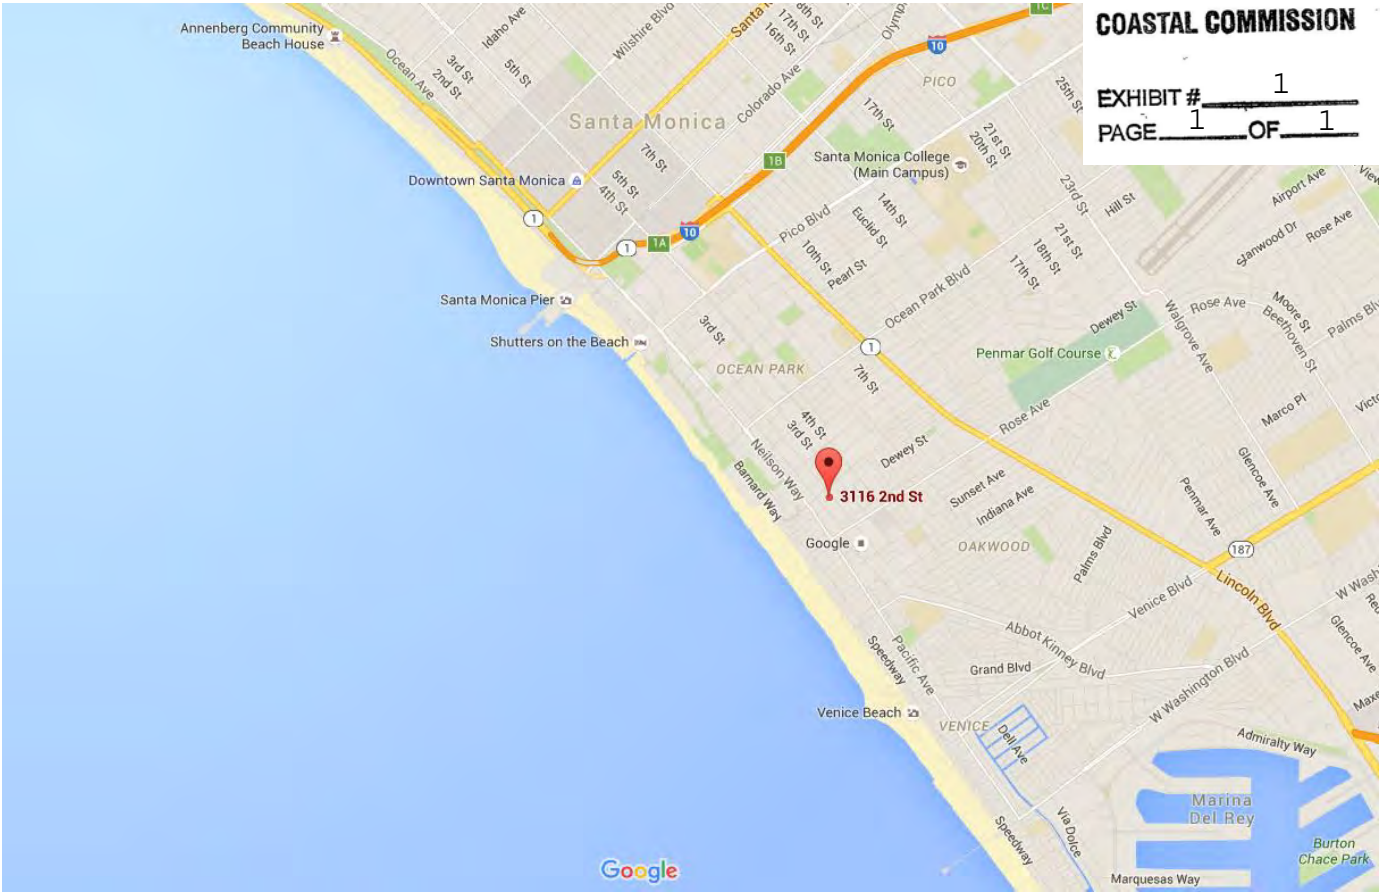 COASTAL COMMISSION
EXHIBIT # 1
PAGE 1 OF 1
Annenberg Community
Beach House
Idaho Ave
Wilshire Blvd
17th St
16th St
1C
10
Ocean Ave
3rd St
2nd St
5th St
Colorado Ave
PICO
25th St
Santa Monica
17th St
21st St
20th St
7th St
1B
Santa Monica College
(Main Campus)
Downtown Santa Monica
5th St
4th St
23rd St
Hill St
Airport Ave
Rose Ave
Stanwood Dr
1
1
1A
10
Pico Blvd
14th St
Euclid St
10th St
Pearl St
21st St
18th St
17th St
Ocean Park Blvd
Santa Monica Pier
Shutters on the Beach
3rd St
Dewey St
Rose Ave
Moore St
Beethoven St
Walgrove Ave
1
Penmar Golf Course
OCEAN PARK
7th St
Rose Ave
Marco Pl
4th St
3rd St
Neilson Way
Barnard Way
Dewey St
3116 2nd St
Sunset Ave
Indiana Ave
Penmar Ave
Glencoe Ave
Google
OAKWOOD
Palms Blvd
187
Lincoln Blvd
Venice Blvd
Abbot Kinney Blvd
Speedway
Pacific Ave
Grand Blvd
W Washington Blvd
Glencoe Ave
Venice Beach
VENICE
Dell Ave
Admiralty Way
Marina
Del Rey
Speedway
Via Dolce
Burton
Chace Park
Google
Marquesas Way